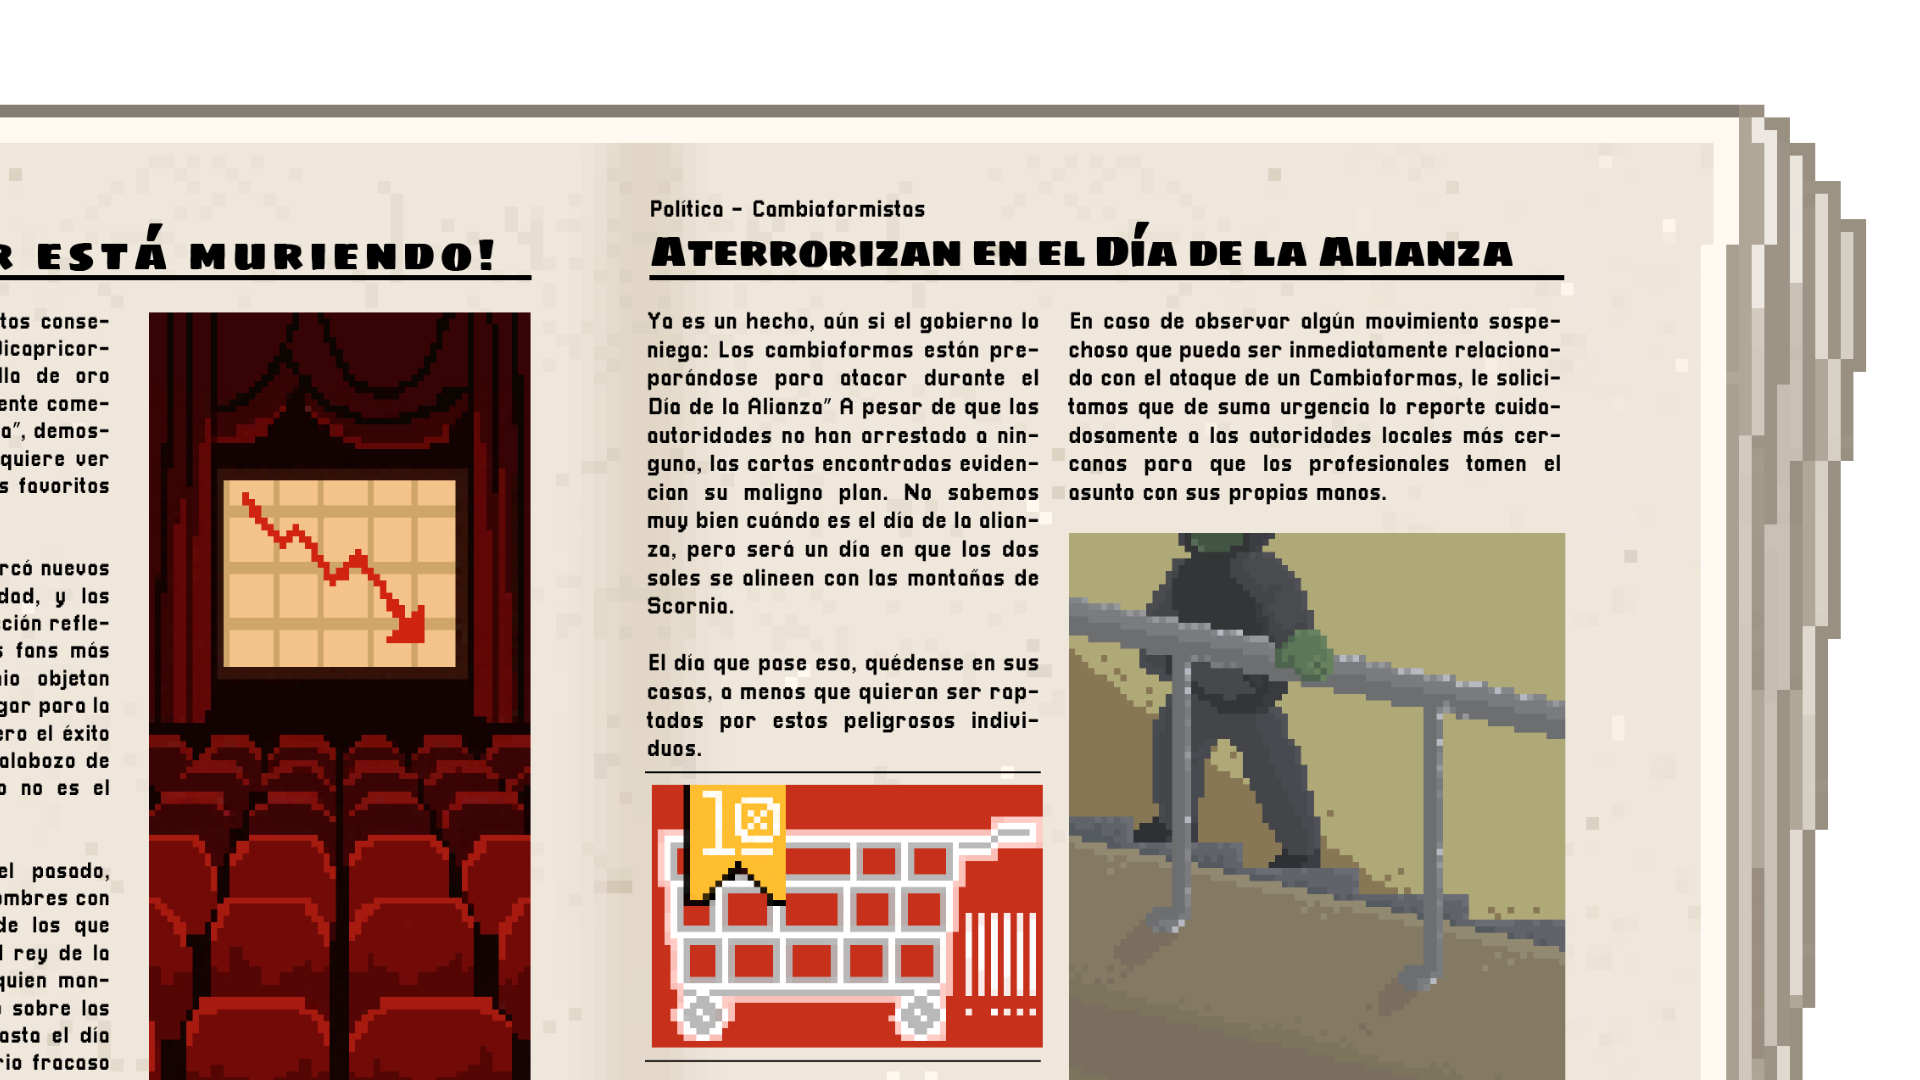 R ESTÁ MURIENDO!
tos conse-
Dicapricor-
lla de oro
ente come-
a", demos-
quiere ver
s favoritos
rcó nuevos
dad, y las
cción refle-
s fans más
nio objetan
gar para la
ero el éxito
alabozo de
o no es el
el pasado,
ombres con
de los que
l rey de la
quien man-
sobre las
asta el día
rio fracaso
Política - Cambiaformistas
ATERRORIZAN EN EL DÍA DE LA ALIANZA
Ya es un hecho, aún si el gobierno lo
niega: Los cambiaformas están pre-
parándose para atacar durante el
Día de la Alianza" A pesar de que las
autoridades no han arrestado a nin-
guno, las cartas encontradas eviden-
cian su maligno plan. No sabemos
muy bien cuándo es el día de la alian-
za, pero será un día en que los dos
soles se alineen con las montañas de
Scornia.
El día que pase eso, quédense en sus
casas, a menos que quieran ser rap-
tados por estos peligrosos indivi-
duos.
1º
En caso de observar algún movimiento sospe-
choso que pueda ser inmediatamente relaciona-
do con el ataque de un Cambiaformas, le solici-
tamos que de suma urgencia lo reporte cuida-
dosamente a las autoridades locales más cer-
canas para que los profesionales tomen el
asunto con sus propias manos.